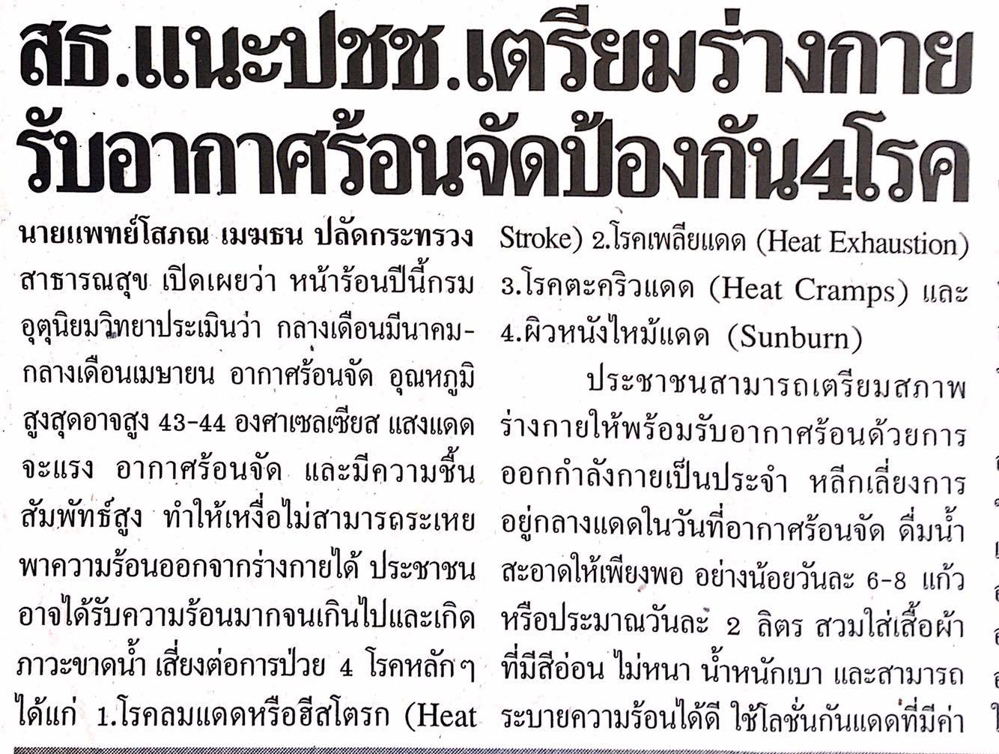 สธ.แนะปชช.เตรียมร่างกาย
รับอากาศร้อนจัดป้องกัน4โรค
นายแพทย์โสภณ เมฆธน ปลัดกระทรวง
สาธารณสุข เปิดเผยว่า หน้าร้อนปีนี้กรม
อุตุนิยมวิทยาประเมินว่า กลางเดือนมีนาคม-
กลางเดือนเมษายน อากาศร้อนจัด อุณหภูมิ
สูงสุดอาจสูง 43-44 องศาเซลเซียส แสงแดด
จะแรง อากาศร้อนจัด และมีความชื้น
สัมพัทธ์สูง ทำให้เหงื่อไม่สามารถระเหย
พาความร้อนออกจากร่างกายได้ ประชาชน
อาจได้รับความร้อนมากจนเกินไปและเกิด
ภาวะขาดน้ำ เสี่ยงต่อการป่วย 4 โรคหลักๆ
ได้แก่ 1.โรคลมแดดหรือฮีสโตรก (Heat
Stroke) 2.โรคเพลียแดด (Heat Exhaustion)
3.โรคตะคริวแดด (Heat Cramps) และ
4.ผิวหนังไหม้แดด (Sunburn)
ประชาชนสามารถเตรียมสภาพ
ร่างกายให้พร้อมรับอากาศร้อนด้วยการ
ออกกำลังกายเป็นประจำ หลีกเลี่ยงการ
อยู่กลางแดดในวันที่อากาศร้อนจัด ดื่มน้ำ
สะอาดให้เพียงพอ อย่างน้อยวันละ 6-8 แก้ว
หรือประมาณวันละ 2 ลิตร สวมใส่เสื้อผ้า
ที่มีสีอ่อน ไม่หนา น้ำหนักเบา และสามารถ
ระบายความร้อนได้ดี ใช้โลชั่นกันแดดที่มีค่า